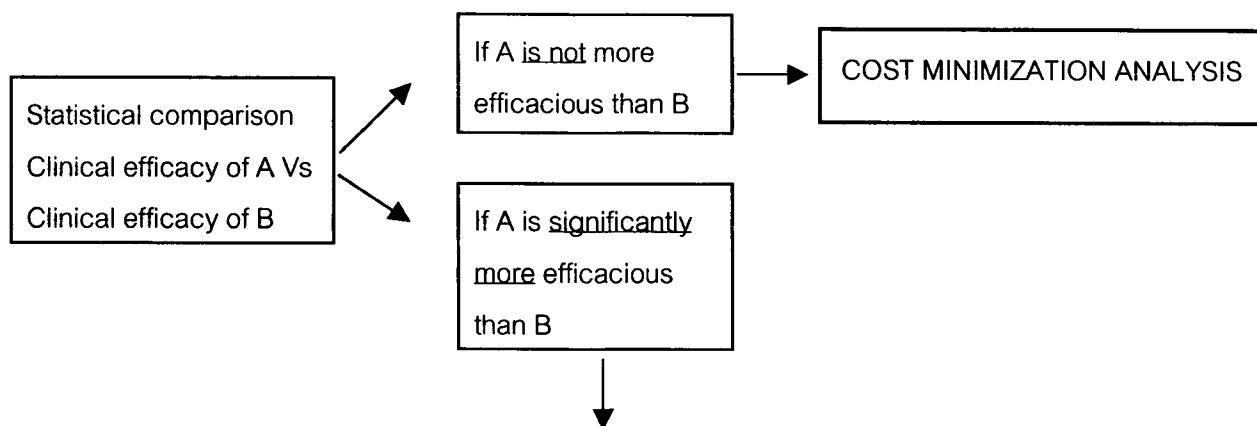 Statistical comparison
Clinical efficacy of A Vs
Clinical efficacy of B
If A is not more
efficacious than B
COST MINIMIZATION ANALYSIS
If A is significantly
more efficacious
than B